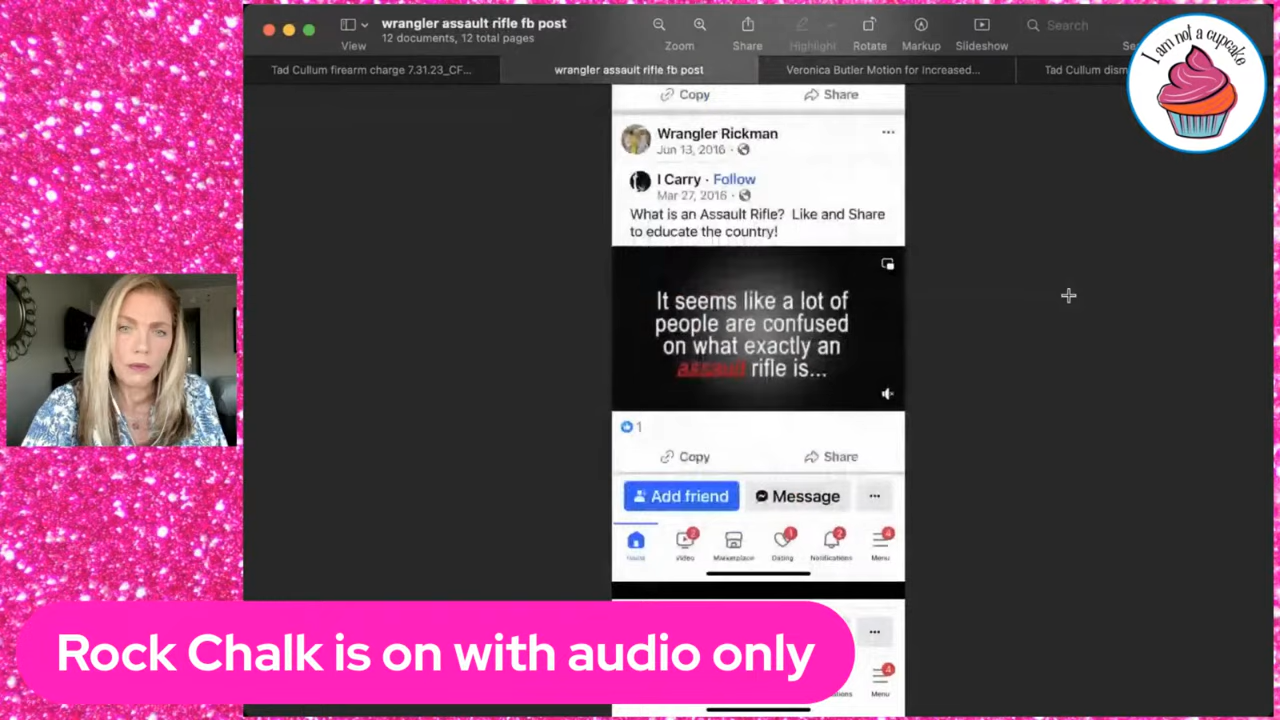 wrangler assault rifle fb post
12 documents, 12 total pages
View
Zoom
Share
Highlight
Rotate
Markup
Slideshow
Search
I am not a cupcake
Tad Cullum firearm charge 7.31.23_CF...
wrangler assault rifle fb post
Veronica Butler Motion for Increased...
Tad Cullum dism
Copy
Share
Wrangler Rickman
Jun 13, 2016 ·
I Carry · Follow
Mar 27, 2016 ·
What is an Assault Rifle? Like and Share
to educate the country!
It seems like a lot of
people are confused
on what exactly an
assault rifle is...
1
Copy
Share
Add friend
Message
2
1
2
4
Home
Video
Marketplace
Dating
Notifications
Menu
4
Menu
Rock Chalk is on with audio only